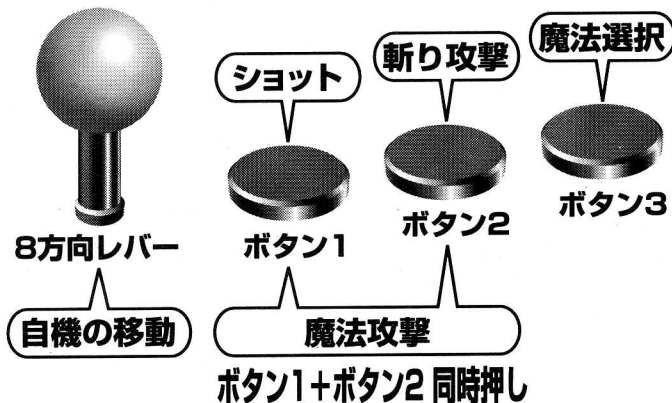 ショット
斬り攻撃
魔法選択
8方向レバー
ボタン1
ボタン2
ボタン3
自機の移動
魔法攻撃
ボタン1+ボタン2 同時押し